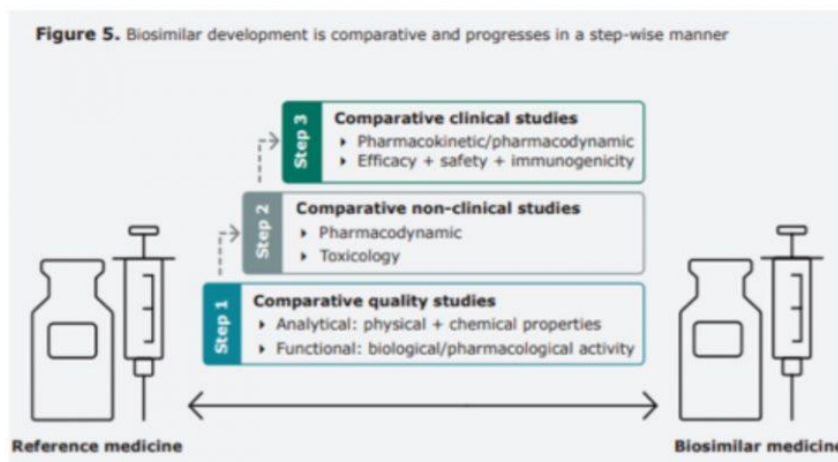 Figure 5. Biosimilar development is comparative and progresses in a step-wise manner
Step 3
Comparative clinical studies
‣ Pharmacokinetic/pharmacodynamic
‣ Efficacy + safety + immunogenicity
Step 2
Comparative non-clinical studies
‣ Pharmacodynamic
‣ Toxicology
Step 1
Comparative quality studies
‣ Analytical: physical + chemical properties
‣ Functional: biological/pharmacological activity
Reference medicine
Biosimilar medicine